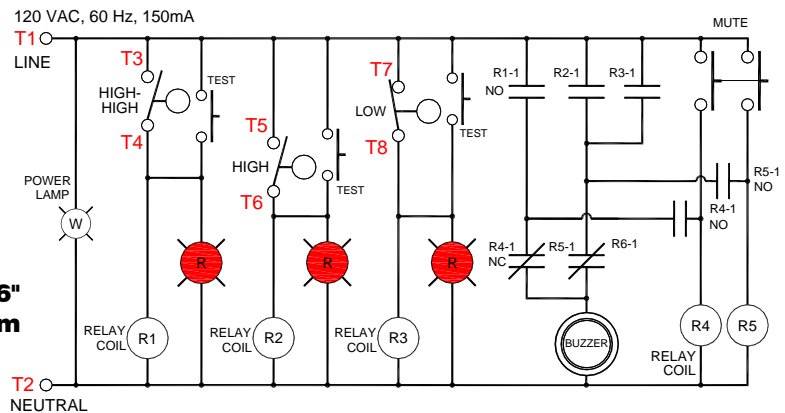 120 VAC, 60 Hz, 150mA
T1
LINE
MUTE
T3
HIGH-
HIGH
T4
TEST
T5
HIGH
T6
TEST
T7
LOW
T8
TEST
R1-1
NO
R2-1
R3-1
R5-1
NO
R4-1
NO
POWER
LAMP
W
R
R
R
R4-1
NC
R5-1
R6-1
6"
m
RELAY
COIL
R1
RELAY
COIL
R2
RELAY
COIL
R3
BUZZER
R4
R5
RELAY
COIL
T2
NEUTRAL